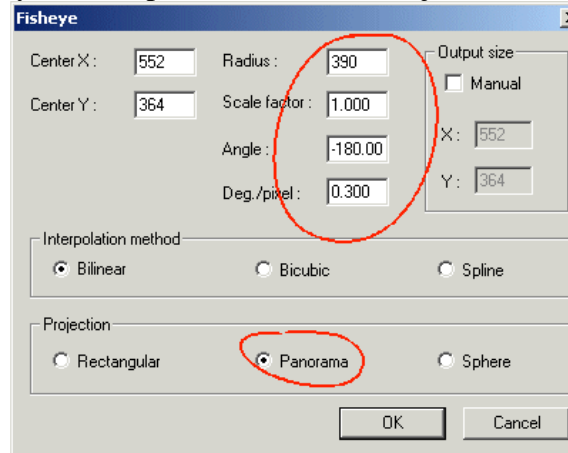 Fisheye
Center X : 552 Radius : 390 Output size
Manual
Center Y : 364 Scale factor : 1.000
X : 552
Angle : -180.00
Y : 364
Deg./pixel : 0.300
Interpolation method
Bilinear Bicubic Spline
Projection
Rectangular Panorama Sphere
OK Cancel